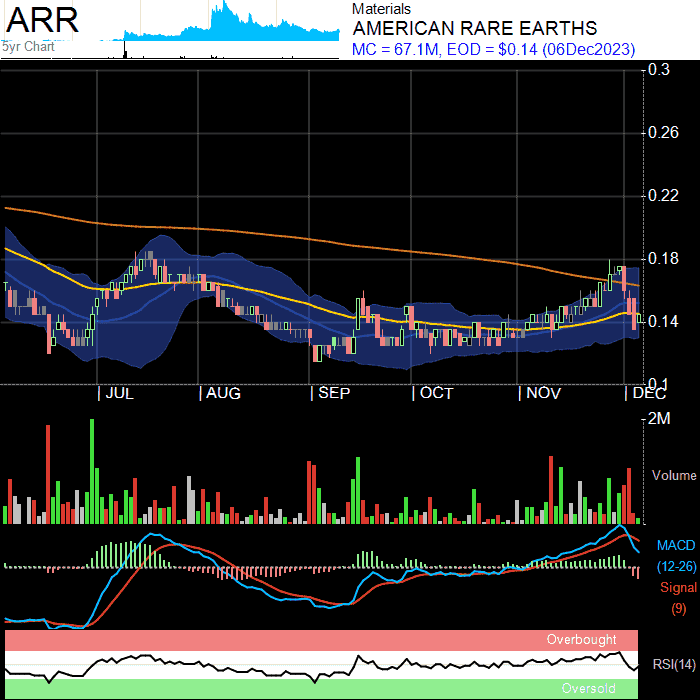 ARR
5yr Chart
Materials
AMERICAN RARE EARTHS
MC = 67.1M, EOD = $0.14 (06Dec2023)
0.3
0.26
0.22
0.18
0.14
0.1
| JUL | AUG | SEP | OCT | NOV | DEC
2M
Volume
MACD
(12-26)
Signal
(9)
Overbought
RSI(14)
Oversold